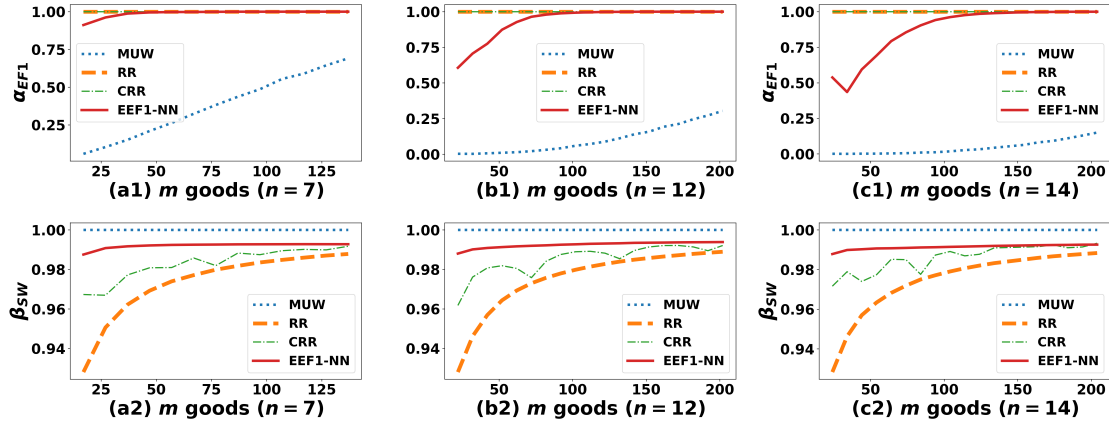 1.00
0.75
0.50
0.25
α_EF1
MUW
RR
CRR
EEF1-NN
25 50 75 100 125
(a1) m goods (n = 7)
1.00
0.75
0.50
0.25
0.00
MUW
RR
CRR
EEF1-NN
50 100 150 200
(b1) m goods (n = 12)
1.00
0.75
0.50
0.25
0.00
α_EF1
MUW
RR
CRR
EEF1-NN
50 100 150 200
(c1) m goods (n = 14)
1.00
0.98
0.96
0.94
β_SW
MUW
RR
CRR
EEF1-NN
25 50 75 100 125
(a2) m goods (n = 7)
1.00
0.98
0.96
0.94
β_SW
MUW
RR
CRR
EEF1-NN
50 100 150 200
(b2) m goods (n = 12)
1.00
0.98
0.96
0.94
β_SW
MUW
RR
CRR
EEF1-NN
50 100 150 200
(c2) m goods (n = 14)